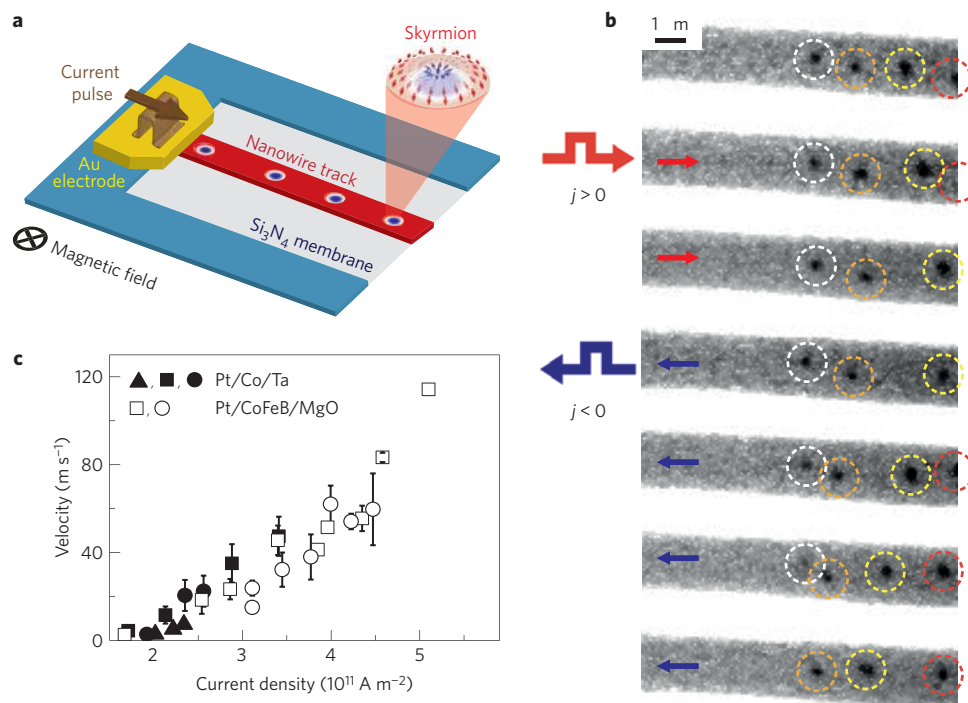 a
Skyrmion
Current
pulse
Au
electrode
Nanowire track
Si₃N₄ membrane
Magnetic field
b
1 m
j > 0
j < 0
c
120
80
40
0
Velocity (m s⁻¹)
▲, ■, ● Pt/Co/Ta
□, ○ Pt/CoFeB/MgO
2 3 4 5
Current density (10¹¹ A m⁻²)